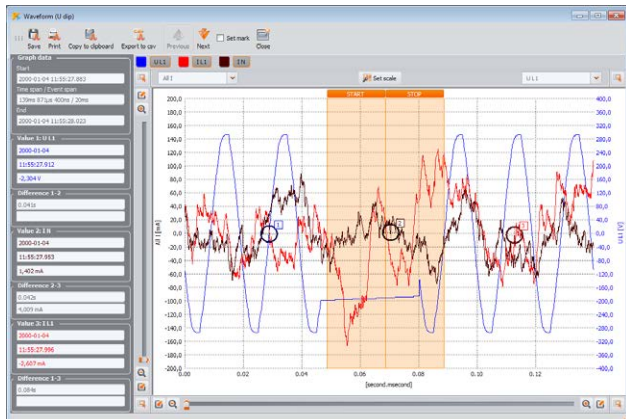 Waveform (U dip)
Save Print Copy to clipboard Export to csv Previous Next Set mark Close
Graph data
Start
2000-01-04 11:55:27.883
Time span / Event span
End
2000-01-04 11:55:28.023
Value 1: U L1
2000-01-04
11:55:27.912
-2,304 V
Difference 1-2
0.041s
Value 2: I N
2000-01-04
11:55:27.953
1,402 mA
Difference 2-3
0.042s
4,009 mA
Value 3: I L1
2000-01-04
11:55:27.996
-2,607 mA
Difference 1-3
0.084s
U L1 I L1 I N
All I Set scale U L1
START STOP
200,0 400,0
180,0 360,0
160,0 320,0
140,0 280,0
120,0 240,0
100,0 200,0
80,0 160,0
60,0 120,0
40,0 80,0
20,0 40,0
0,0 0,0
-20,0 -40,0
-40,0 -80,0
-60,0 -120,0
-80,0 -160,0
-100,0 -200,0
-120,0 -240,0
-140,0 -280,0
-160,0 -320,0
-180,0 -360,0
-200,0 -400,0
All I [mA]
U L1 [V]
0.00 0.02 0.04 0.06 0.08 0.10 0.12
[second.msecond]